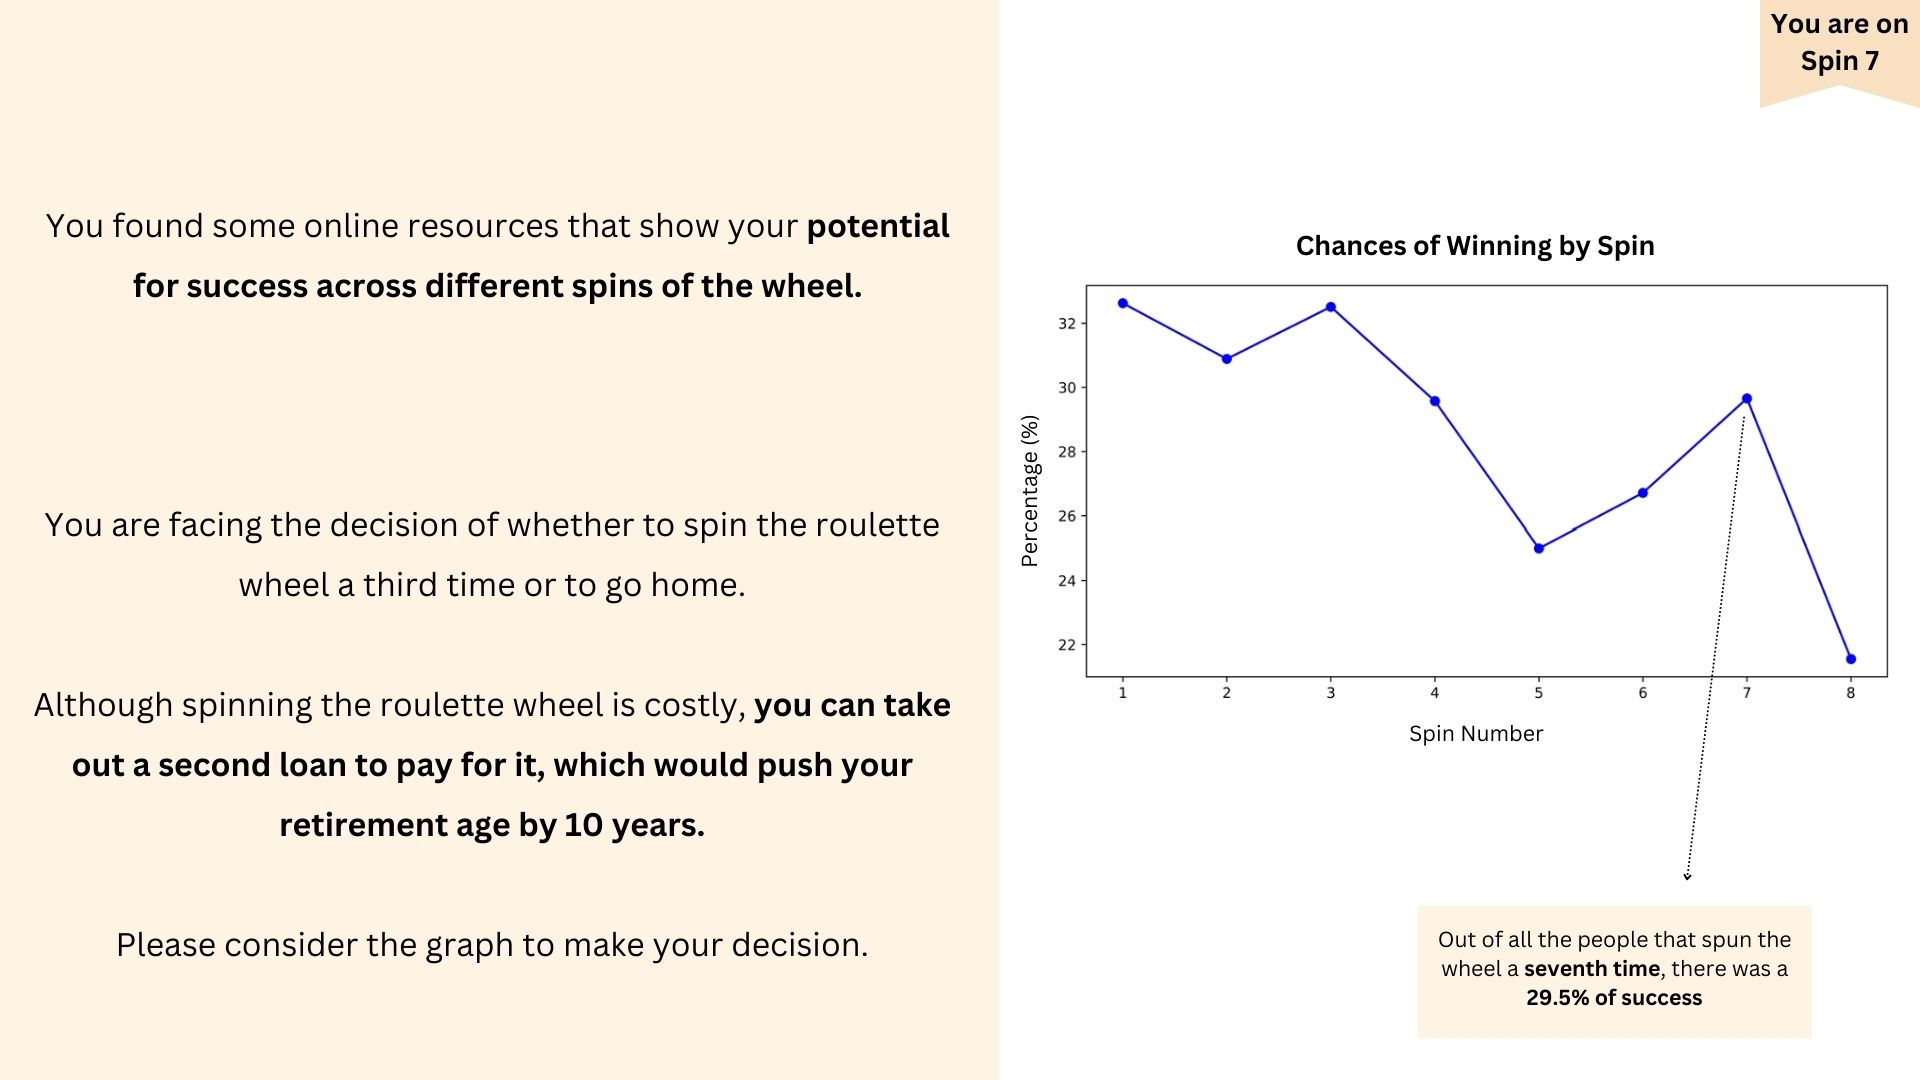 You are on
Spin 7
You found some online resources that show your potential
for success across different spins of the wheel.
You are facing the decision of whether to spin the roulette
wheel a third time or to go home.
Although spinning the roulette wheel is costly, you can take
out a second loan to pay for it, which would push your
retirement age by 10 years.
Please consider the graph to make your decision.
Chances of Winning by Spin
Percentage (%)
32
30
28
26
24
22
1 2 3 4 5 6 7 8
Spin Number
Out of all the people that spun the
wheel a seventh time, there was a
29.5% of success